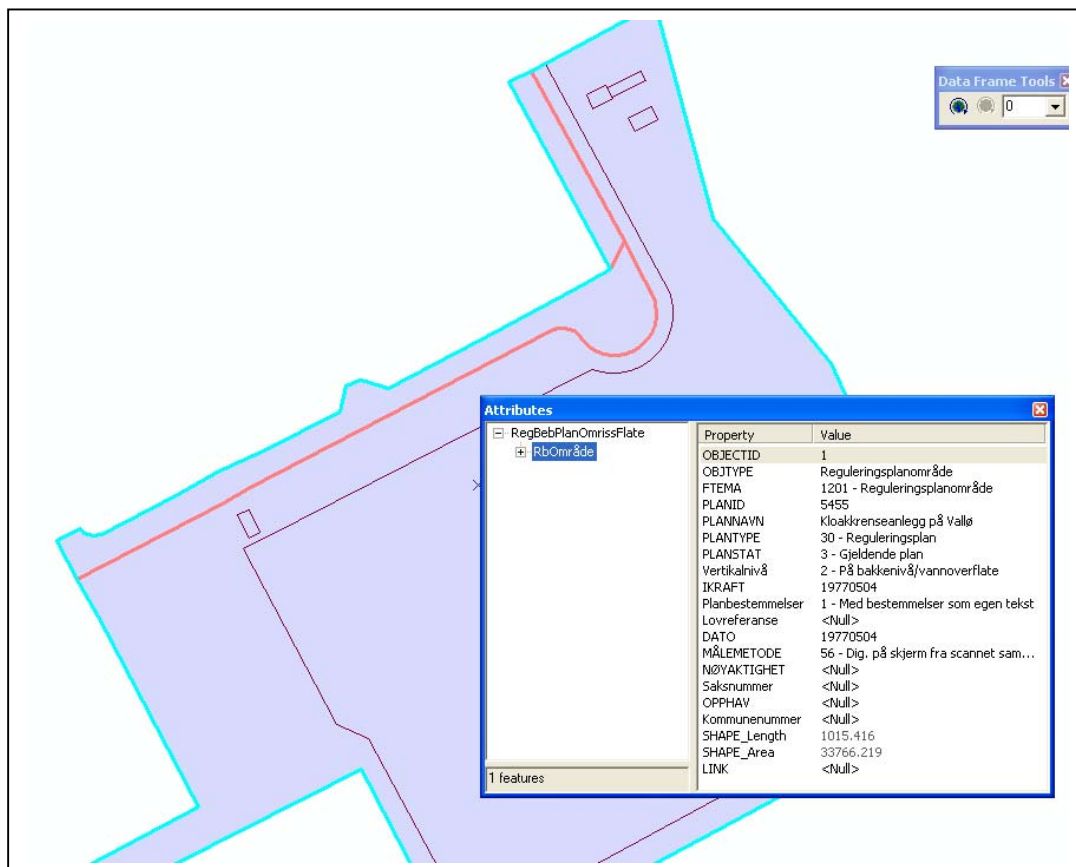 Data Frame Tools
0
Attributes
RegBebPlanOmrissFlate
RbOmråde
1 features
Property Value
OBJECTID 1
OBJTYPE Reguleringsplanområde
FTEMA 1201 - Reguleringsplanområde
PLANID 5455
PLANNAVN Kloakkrenseanlegg på Vallø
PLANTYPE 30 - Reguleringsplan
PLANSTAT 3 - Gjeldende plan
Vertikalnivå 2 - På bakkenivå/vannoverflate
IKRAFT 19770504
Planbestemmelser 1 - Med bestemmelser som egen tekst
Lovreferanse <Null>
DATO 19770504
MÅLEMETODE 56 - Dig. på skjerm fra scannet sam...
NØYAKTIGHET <Null>
Saksnummer <Null>
OPPHAV <Null>
Kommunenummer <Null>
SHAPE_Length 1015.416
SHAPE_Area 33766.219
LINK <Null>